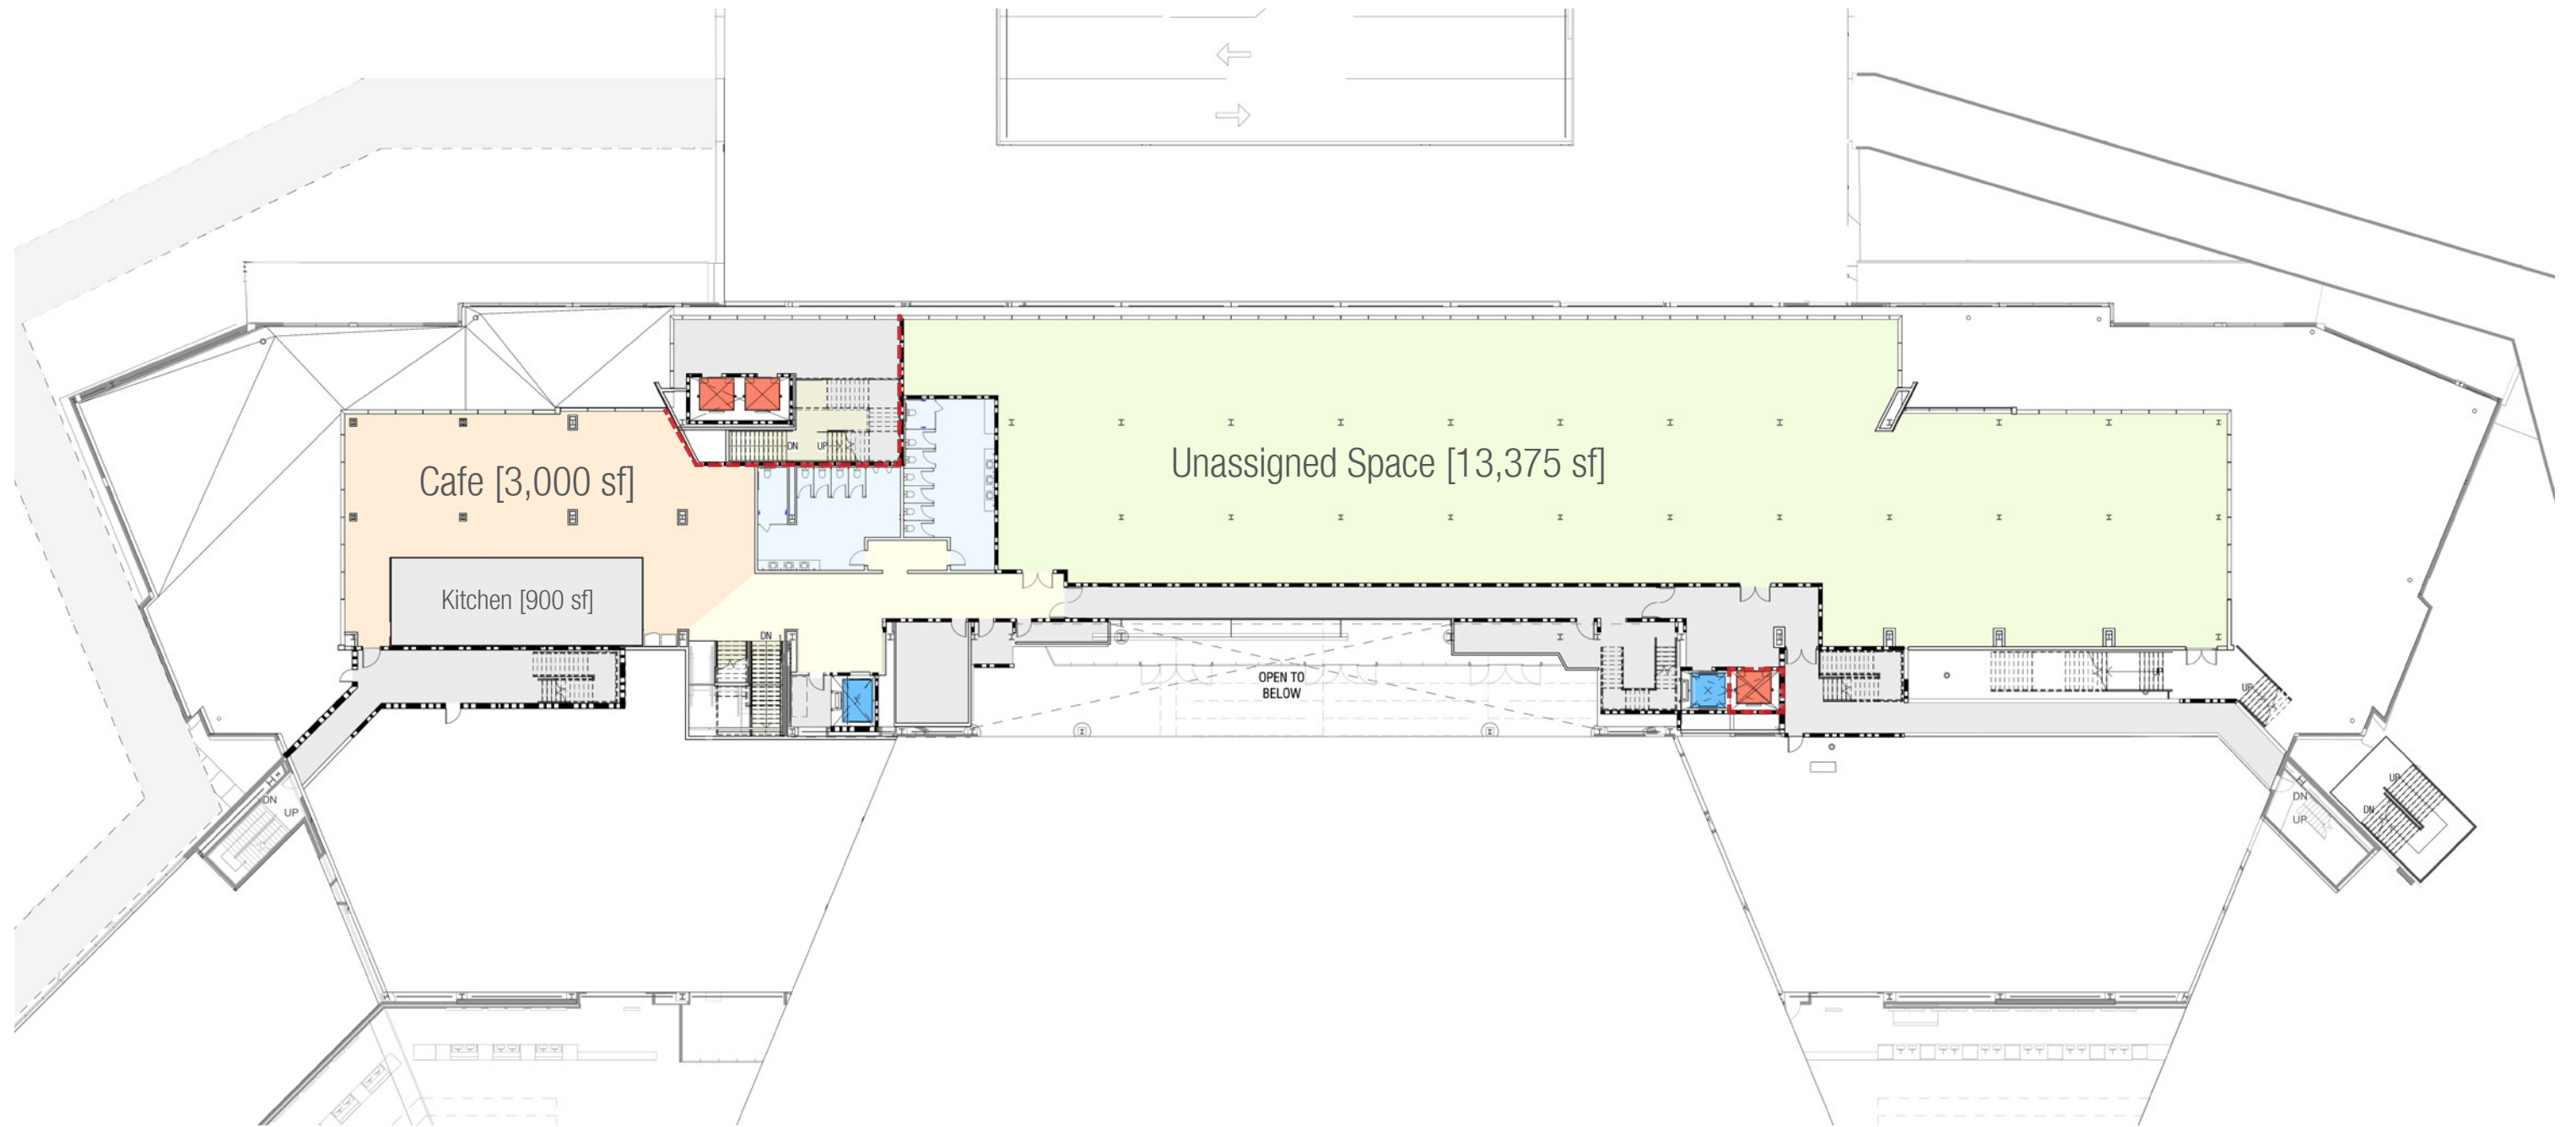 DN
UP
Cafe [3,000 sf]
Unassigned Space [13,375 sf]
Kitchen [900 sf]
DN
OPEN TO
BELOW
UP
DN
UP
DN
UP
UP
DN